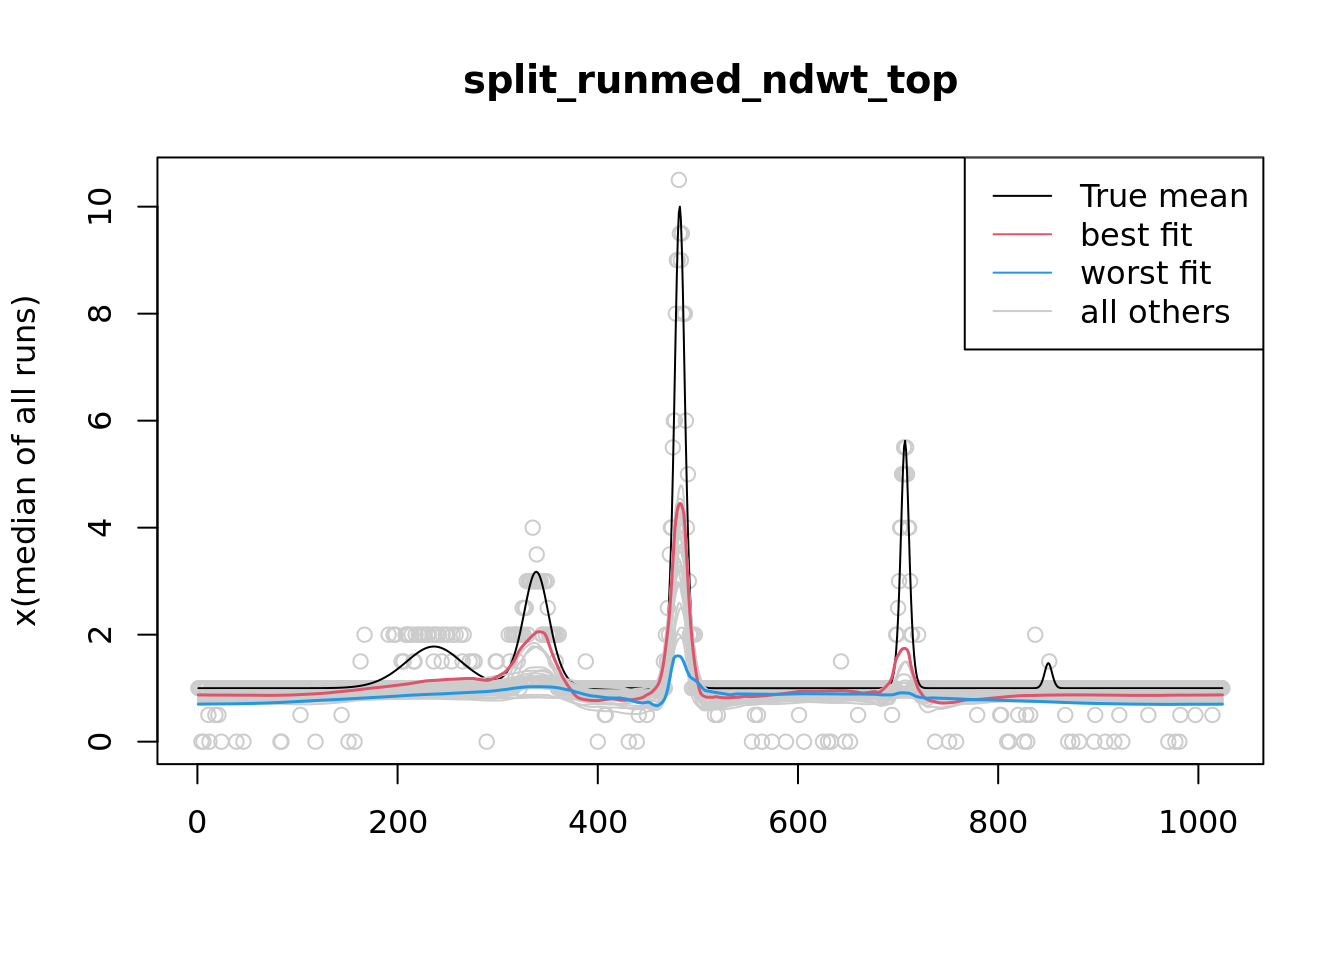 split_runmed_ndwt_top
True mean
best fit
worst fit
all others
x(median of all runs)
10
8
6
4
2
0
0 200 400 600 800 1000